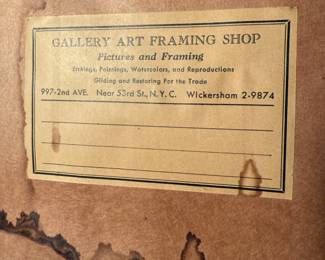 GALLERY ART FRAMING SHOP
Pictures and Framing
Etchings, Paintings, Watercolors, and Reproductions
Gilding and Restoring For the Trade
997-2nd AVE. Near 53rd St., N.Y.C. WIckersham 2-9874